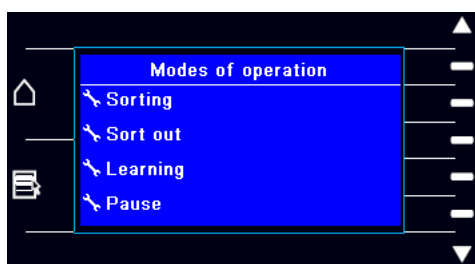 Modes of operation
Sorting
Sort out
Learning
Pause